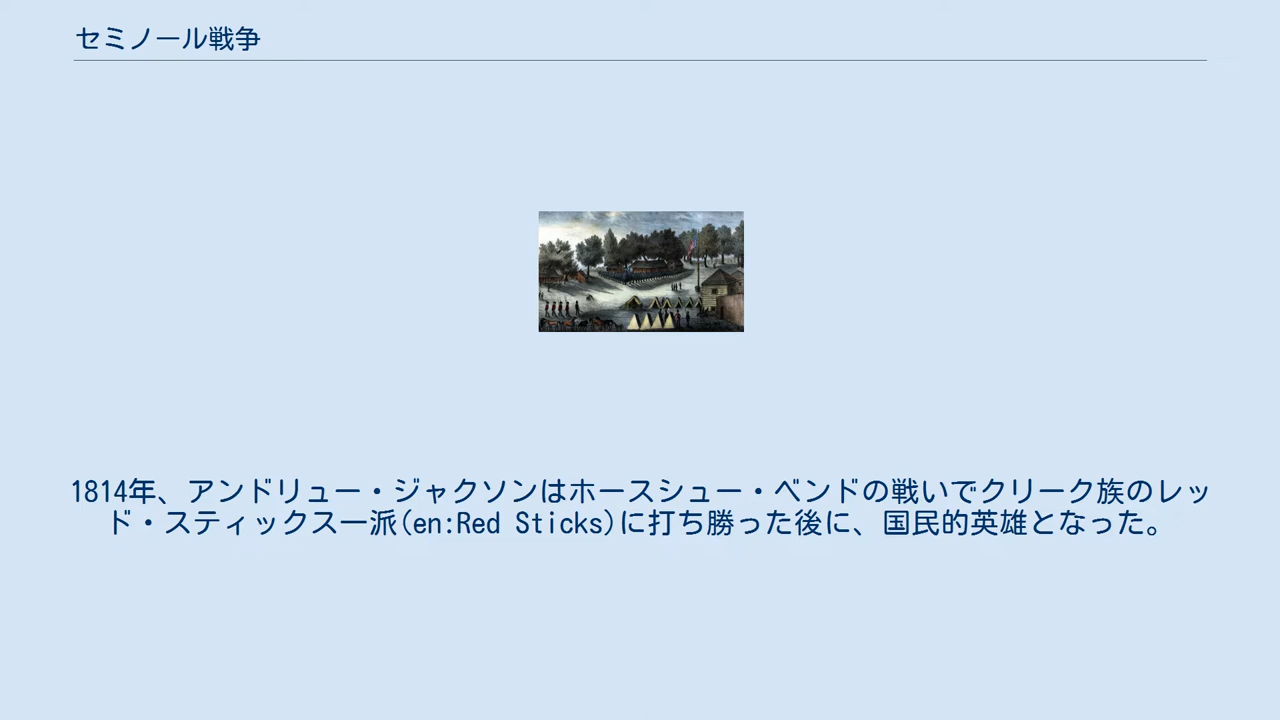 セミノール戦争
1814年、アンドリュー・ジャクソンはホースシュー・ベンドの戦いでクリーク族のレッ
ド・スティックス一派(en:Red Sticks)に打ち勝った後に、国民的英雄となった。